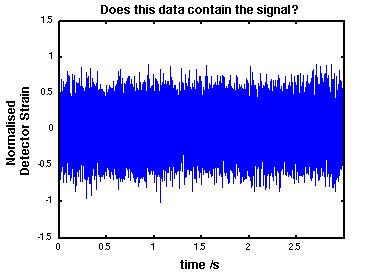 Does this data contain the signal?
1.5
1
0.5
0
-0.5
-1
-1.5
Normalised
Detector Strain
0 0.5 1 1.5 2 2.5
time /s